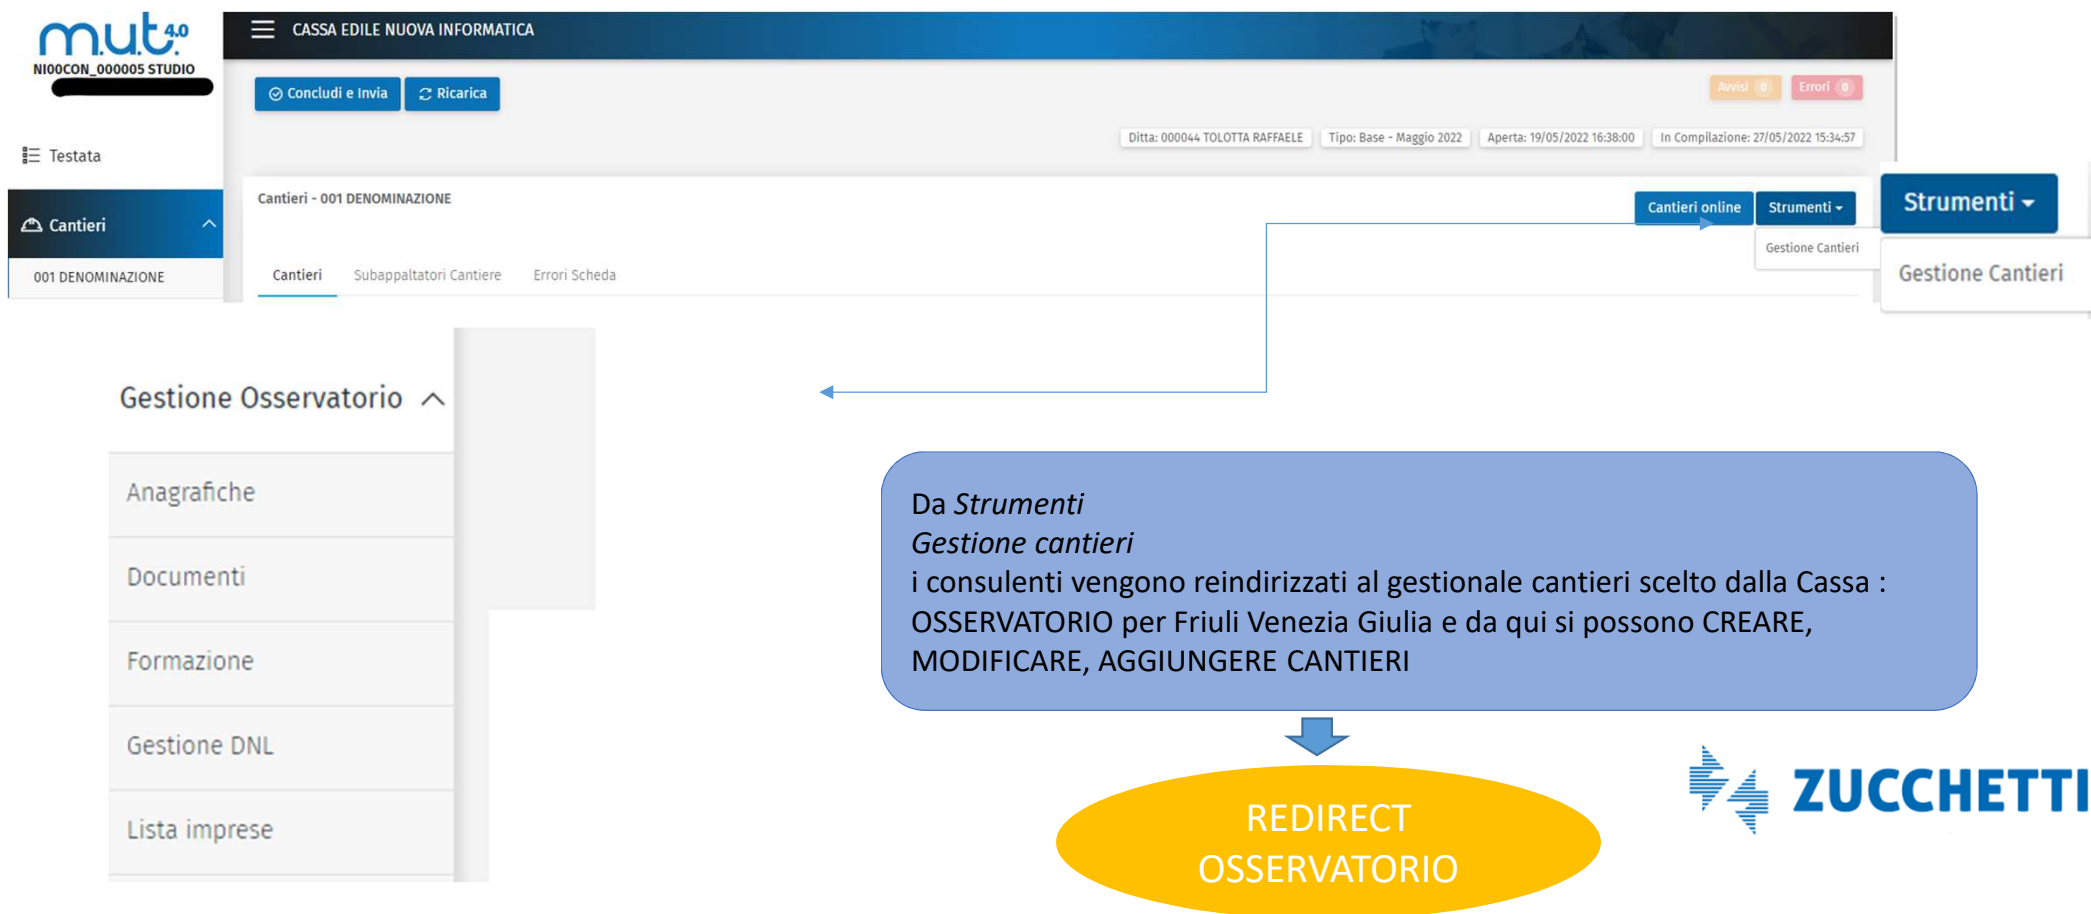 m.u.t. 4.0
NI00CON_000005 STUDIO
CASSA EDILE NUOVA INFORMATICA
Concludi e Invia
Ricarica
Avvisi 0
Errori 0
Ditta: 000044 TOLOTTA RAFFAELE
Tipo: Base - Maggio 2022
Aperta: 19/05/2022 16:38:00
In Compilazione: 27/05/2022 15:34:57
Testata
Cantieri
001 DENOMINAZIONE
Cantieri - 001 DENOMINAZIONE
Cantieri online
Strumenti
Gestione Cantieri
Cantieri
Subappaltatori Cantiere
Errori Scheda
Strumenti
Gestione Cantieri
Gestione Osservatorio
Anagrafiche
Documenti
Formazione
Gestione DNL
Lista imprese
Da Strumenti
Gestione cantieri
i consulenti vengono reindirizzati al gestionale cantieri scelto dalla Cassa :
OSSERVATORIO per Friuli Venezia Giulia e da qui si possono CREARE,
MODIFICARE, AGGIUNGERE CANTIERI
REDIRECT
OSSERVATORIO
ZUCCHETTI